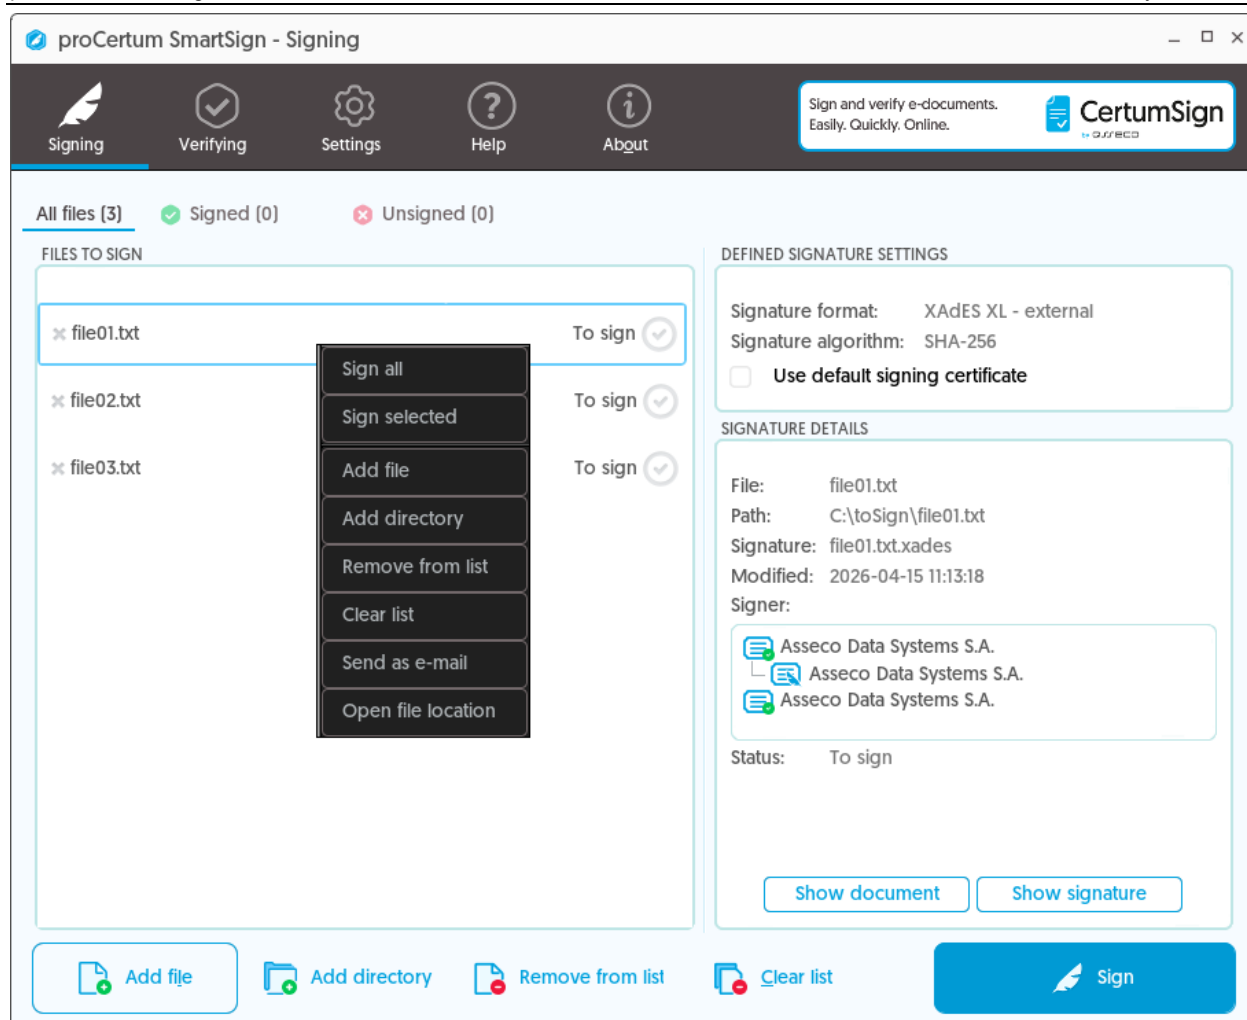 proCertum SmartSign - Signing
Signing
Verifying
Settings
Help
About
Sign and verify e-documents.
Easily. Quickly. Online.
CertumSign
by asseco
All files (3)
Signed (0)
Unsigned (0)
FILES TO SIGN
file01.txt
To sign
file02.txt
To sign
file03.txt
To sign
Sign all
Sign selected
Add file
Add directory
Remove from list
Clear list
Send as e-mail
Open file location
DEFINED SIGNATURE SETTINGS
Signature format: XAdES XL - external
Signature algorithm: SHA-256
Use default signing certificate
SIGNATURE DETAILS
File: file01.txt
Path: C:\toSign\file01.txt
Signature: file01.txt.xades
Modified: 2026-04-15 11:13:18
Signer:
Asseco Data Systems S.A.
Asseco Data Systems S.A.
Asseco Data Systems S.A.
Status: To sign
Show document
Show signature
Add file
Add directory
Remove from list
Clear list
Sign